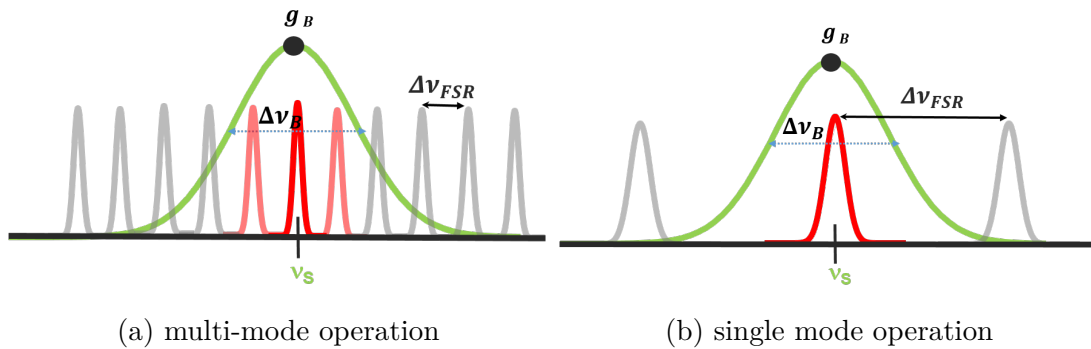 g B
Δν FSR
Δν B
ν S
(a) multi-mode operation
g B
Δν FSR
Δν B
ν S
(b) single mode operation